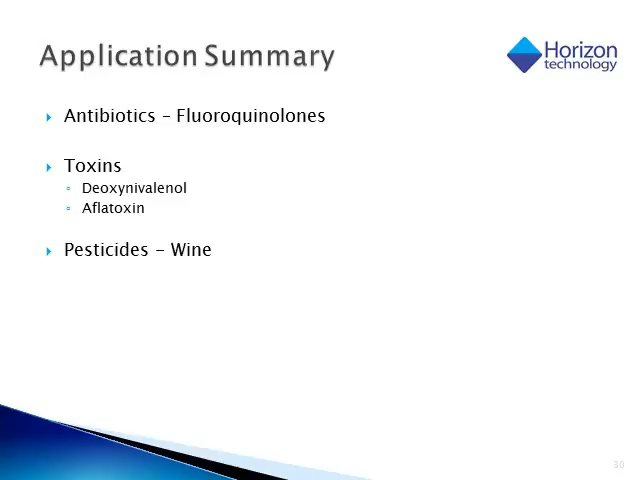 Application Summary
Horizon
technology
Antibiotics – Fluoroquinolones
Toxins
Deoxynivalenol
Aflatoxin
Pesticides - Wine
30